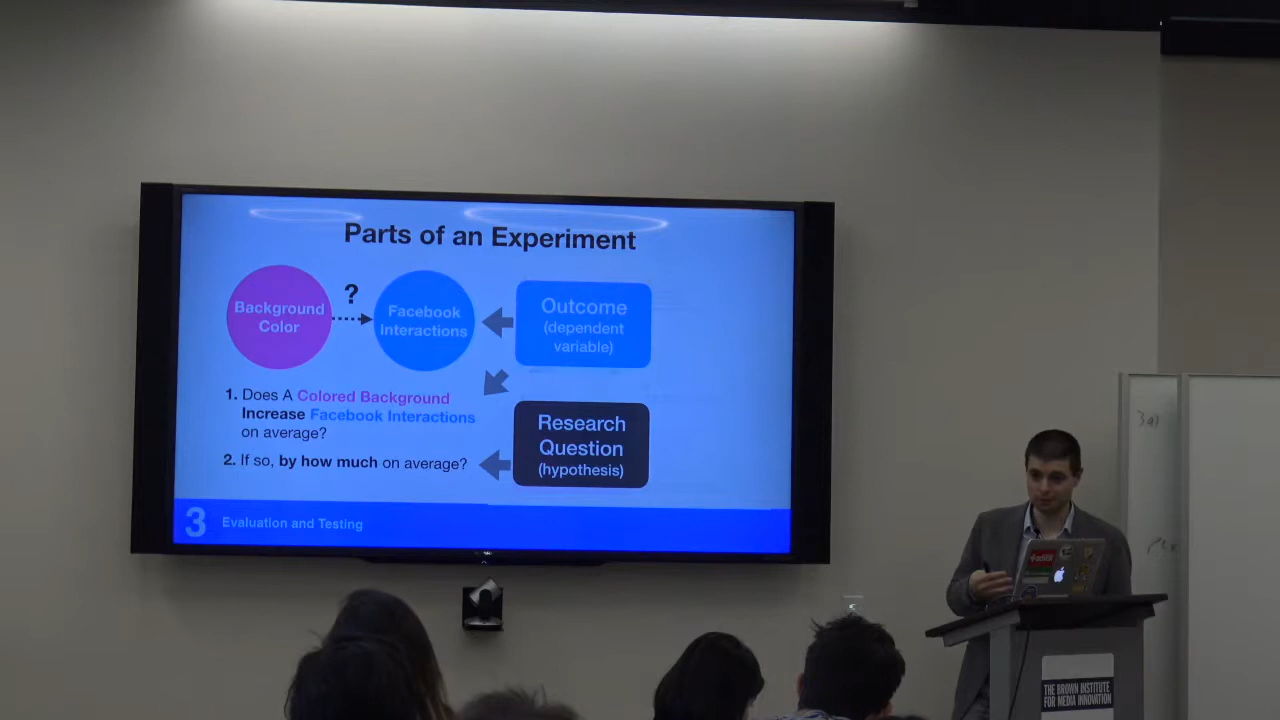 Parts of an Experiment
Background
Color
?
Facebook
Interactions
Outcome
(dependent
variable)
1. Does A Colored Background
Increase Facebook Interactions
on average?
2. If so, by how much on average?
Research
Question
(hypothesis)
3 Evaluation and Testing
THE BROWN INSTITUTE
FOR MEDIA INNOVATION